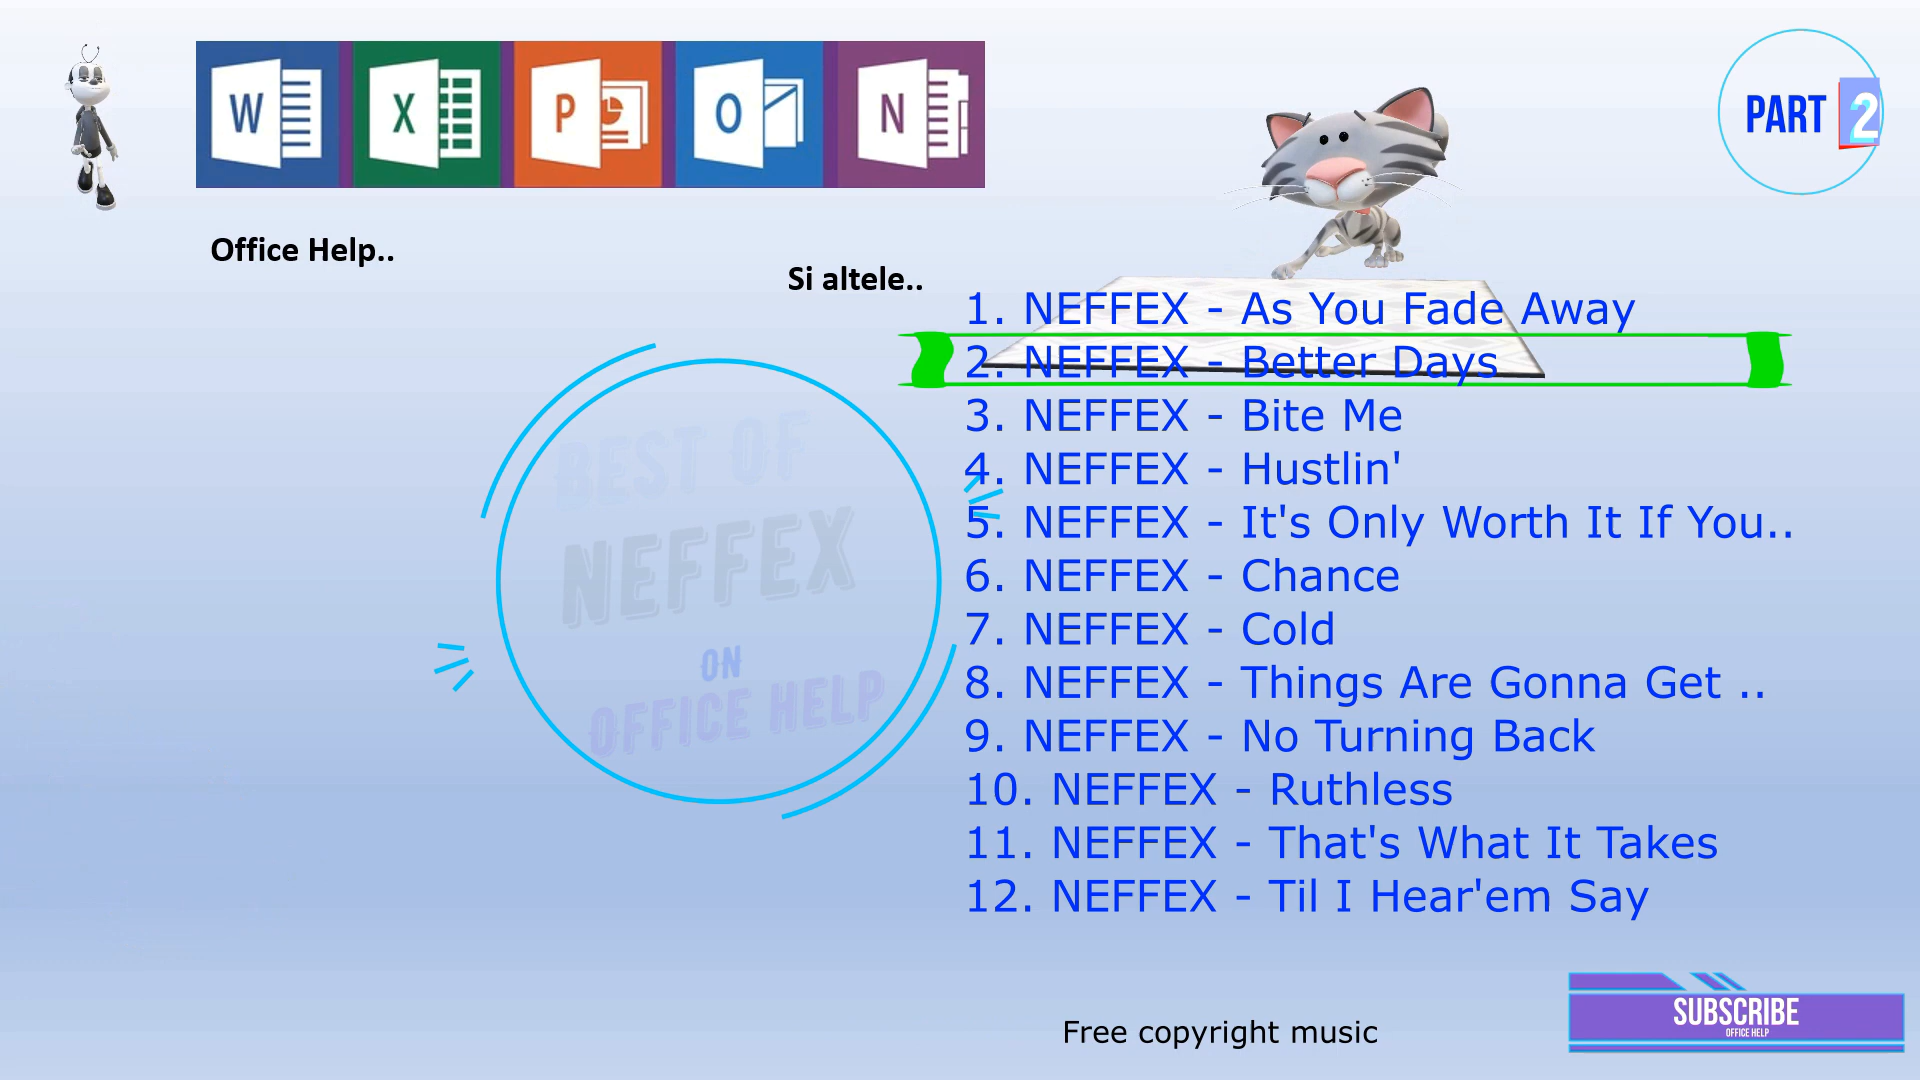 W X P O N
PART 2
Office Help..
Si altele..
1. NEFFEX - As You Fade Away
2. NEFFEX - Better Days
3. NEFFEX - Bite Me
4. NEFFEX - Hustlin'
5. NEFFEX - It's Only Worth It If You..
6. NEFFEX - Chance
7. NEFFEX - Cold
8. NEFFEX - Things Are Gonna Get ..
9. NEFFEX - No Turning Back
10. NEFFEX - Ruthless
11. NEFFEX - That's What It Takes
12. NEFFEX - Til I Hear'em Say
BEST OF
NEFFEX
ON
OFFICE HELP
Free copyright music
SUBSCRIBE
OFFICE HELP